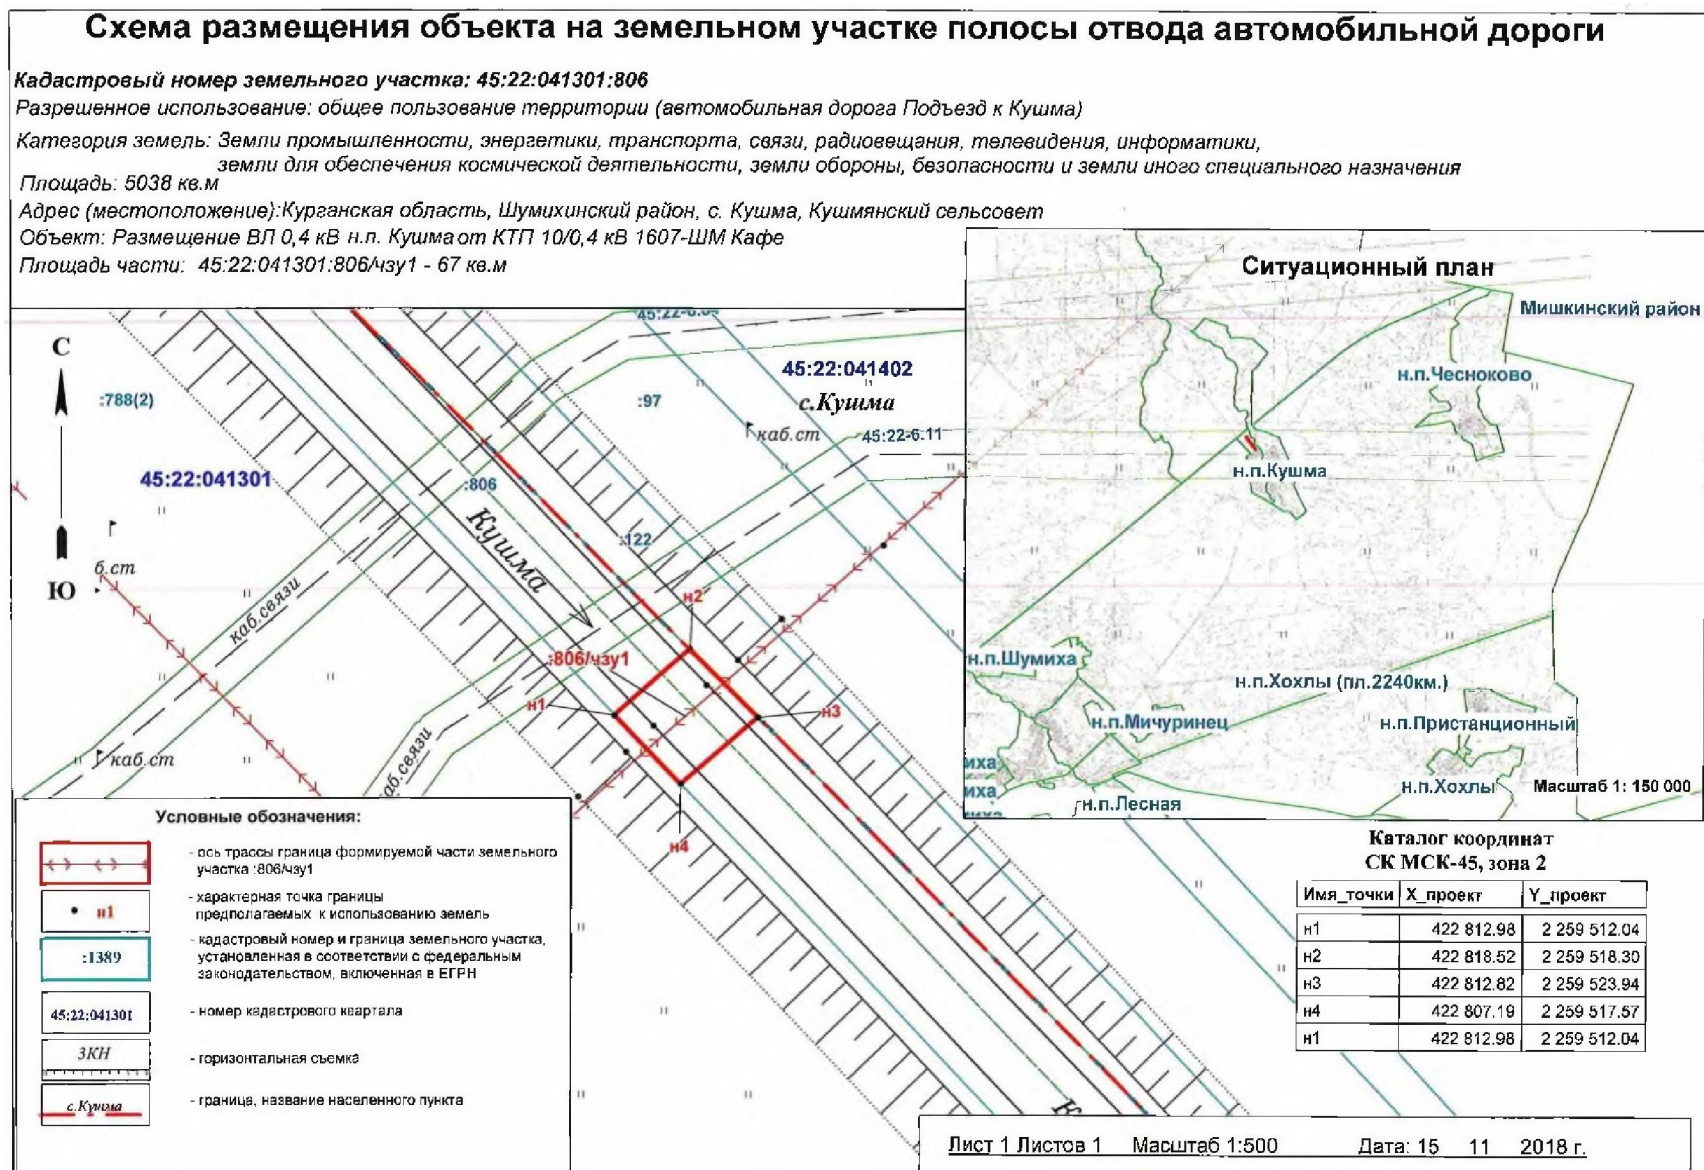 Схема размещения объекта на земельном участке полосы отвода автомобильной дороги
Кадастровый номер земельного участка: 45:22:041301:806
Разрешенное использование: общее пользование территории (автомобильная дорога Подъезд к Кушма)
Категория земель: Земли промышленности, энергетики, транспорта, связи, радиовещания, телевидения, информатики,
земли для обеспечения космической деятельности, земли обороны, безопасности и земли иного специального назначения
Площадь: 5038 кв.м
Адрес (местоположение):Курганская область, Шумихинский район, с. Кушма, Кушмянский сельсовет
Объект: Размещение ВЛ 0,4 кВ н.п. Кушма от КТП 10/0,4 кВ 1607-ШМ Кафе
Площадь части: 45:22:041301:806/чзу1 - 67 кв.м
С
Ю
:788(2)
45:22:041301
б.ст
каб.связи
каб.ст
каб.связи
:806
Кушма
:122
:97
45:22:041402
с.Кушма
каб.ст
45:22-6.11
н2
:806/чзу1
н1
н3
н4
Ситуационный план
Мишкинский район
н.п.Чесноково
н.п.Кушма
н.п.Шумиха
н.п.Хохлы (пл.2240км.)
н.п.Мичуринец
н.п.Пристанционный
иха
иха
н.п.Хохлы
Масштаб 1: 150 000
н.п.Лесная
Условные обозначения:
- ось трассы граница формируемой части земельного
участка :806/чзу1
н1
- характерная точка границы
предполагаемых к использованию земель
:1389
- кадастровый номер и граница земельного участка,
установленная в соответствии с федеральным
законодательством, включенная в ЕГРН
45:22:041301
- номер кадастрового квартала
ЗКН
- горизонтальная съемка
с.Кушма
- граница, название населенного пункта
Каталог координат
СК МСК-45, зона 2
Имя_точки X_проект Y_проект
н1 422 812.98 2 259 512.04
н2 422 818.52 2 259 518.30
н3 422 812.82 2 259 523.94
н4 422 807.19 2 259 517.57
н1 422 812.98 2 259 512.04
Лист 1 Листов 1 Масштаб 1:500 Дата: 15 11 2018 г.